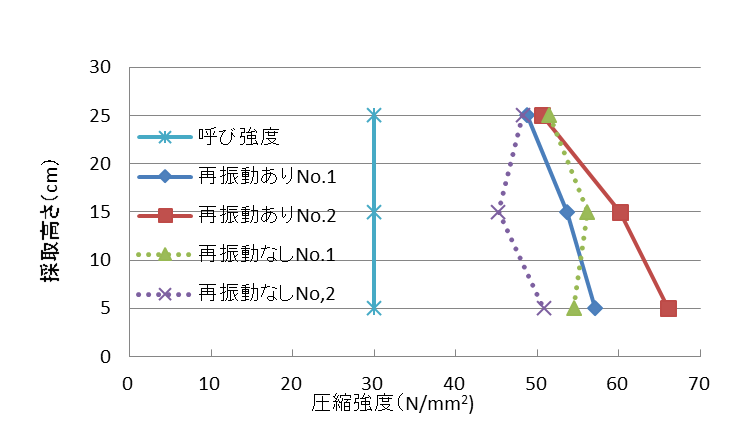 30
25
20
15
10
5
0
採取高さ(cm)
呼び強度
再振動ありNo.1
再振動ありNo.2
再振動なしNo.1
再振動なしNo,2
0 10 20 30 40 50 60 70
圧縮強度(N/mm²)